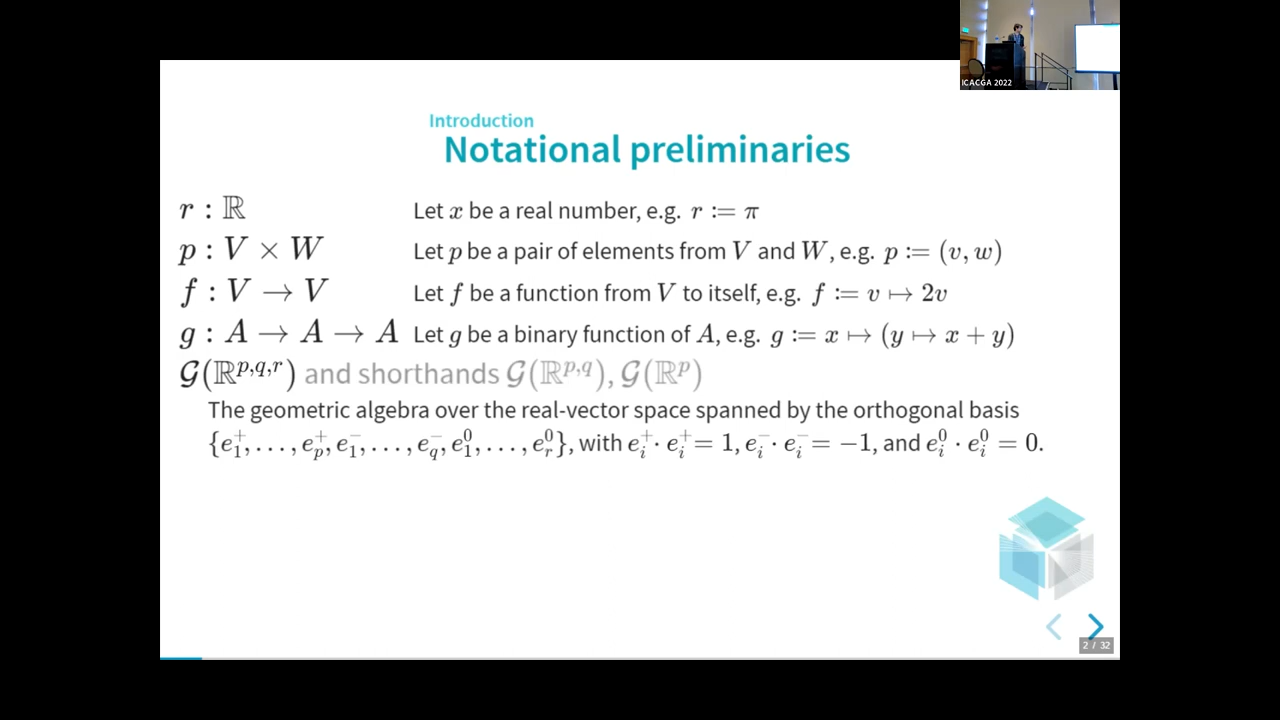 ICACGA 2022
Introduction
Notational preliminaries
r : ℝ Let x be a real number, e.g. r := π
p : V × W Let p be a pair of elements from V and W, e.g. p := (v, w)
f : V → V Let f be a function from V to itself, e.g. f := v ↦ 2v
g : A → A → A Let g be a binary function of A, e.g. g := x ↦ (y ↦ x + y)
𝒢(ℝ^{p,q,r}) and shorthands 𝒢(ℝ^{p,q}), 𝒢(ℝ^p)
The geometric algebra over the real-vector space spanned by the orthogonal basis
{e_1^+, . . . , e_p^+, e_1^-, . . . , e_q^-, e_1^0, . . . , e_r^0}, with e_i^+ · e_i^+ = 1, e_i^- · e_i^- = −1, and e_i^0 · e_i^0 = 0.
2 / 32